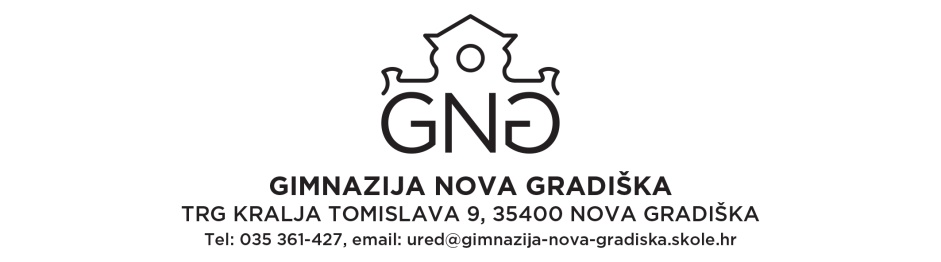 GNG
GIMNAZIJA NOVA GRADIŠKA
TRG KRALJA TOMISLAVA 9, 35400 NOVA GRADIŠKA
Tel: 035 361-427, email: ured@gimnazija-nova-gradiska.skole.hr